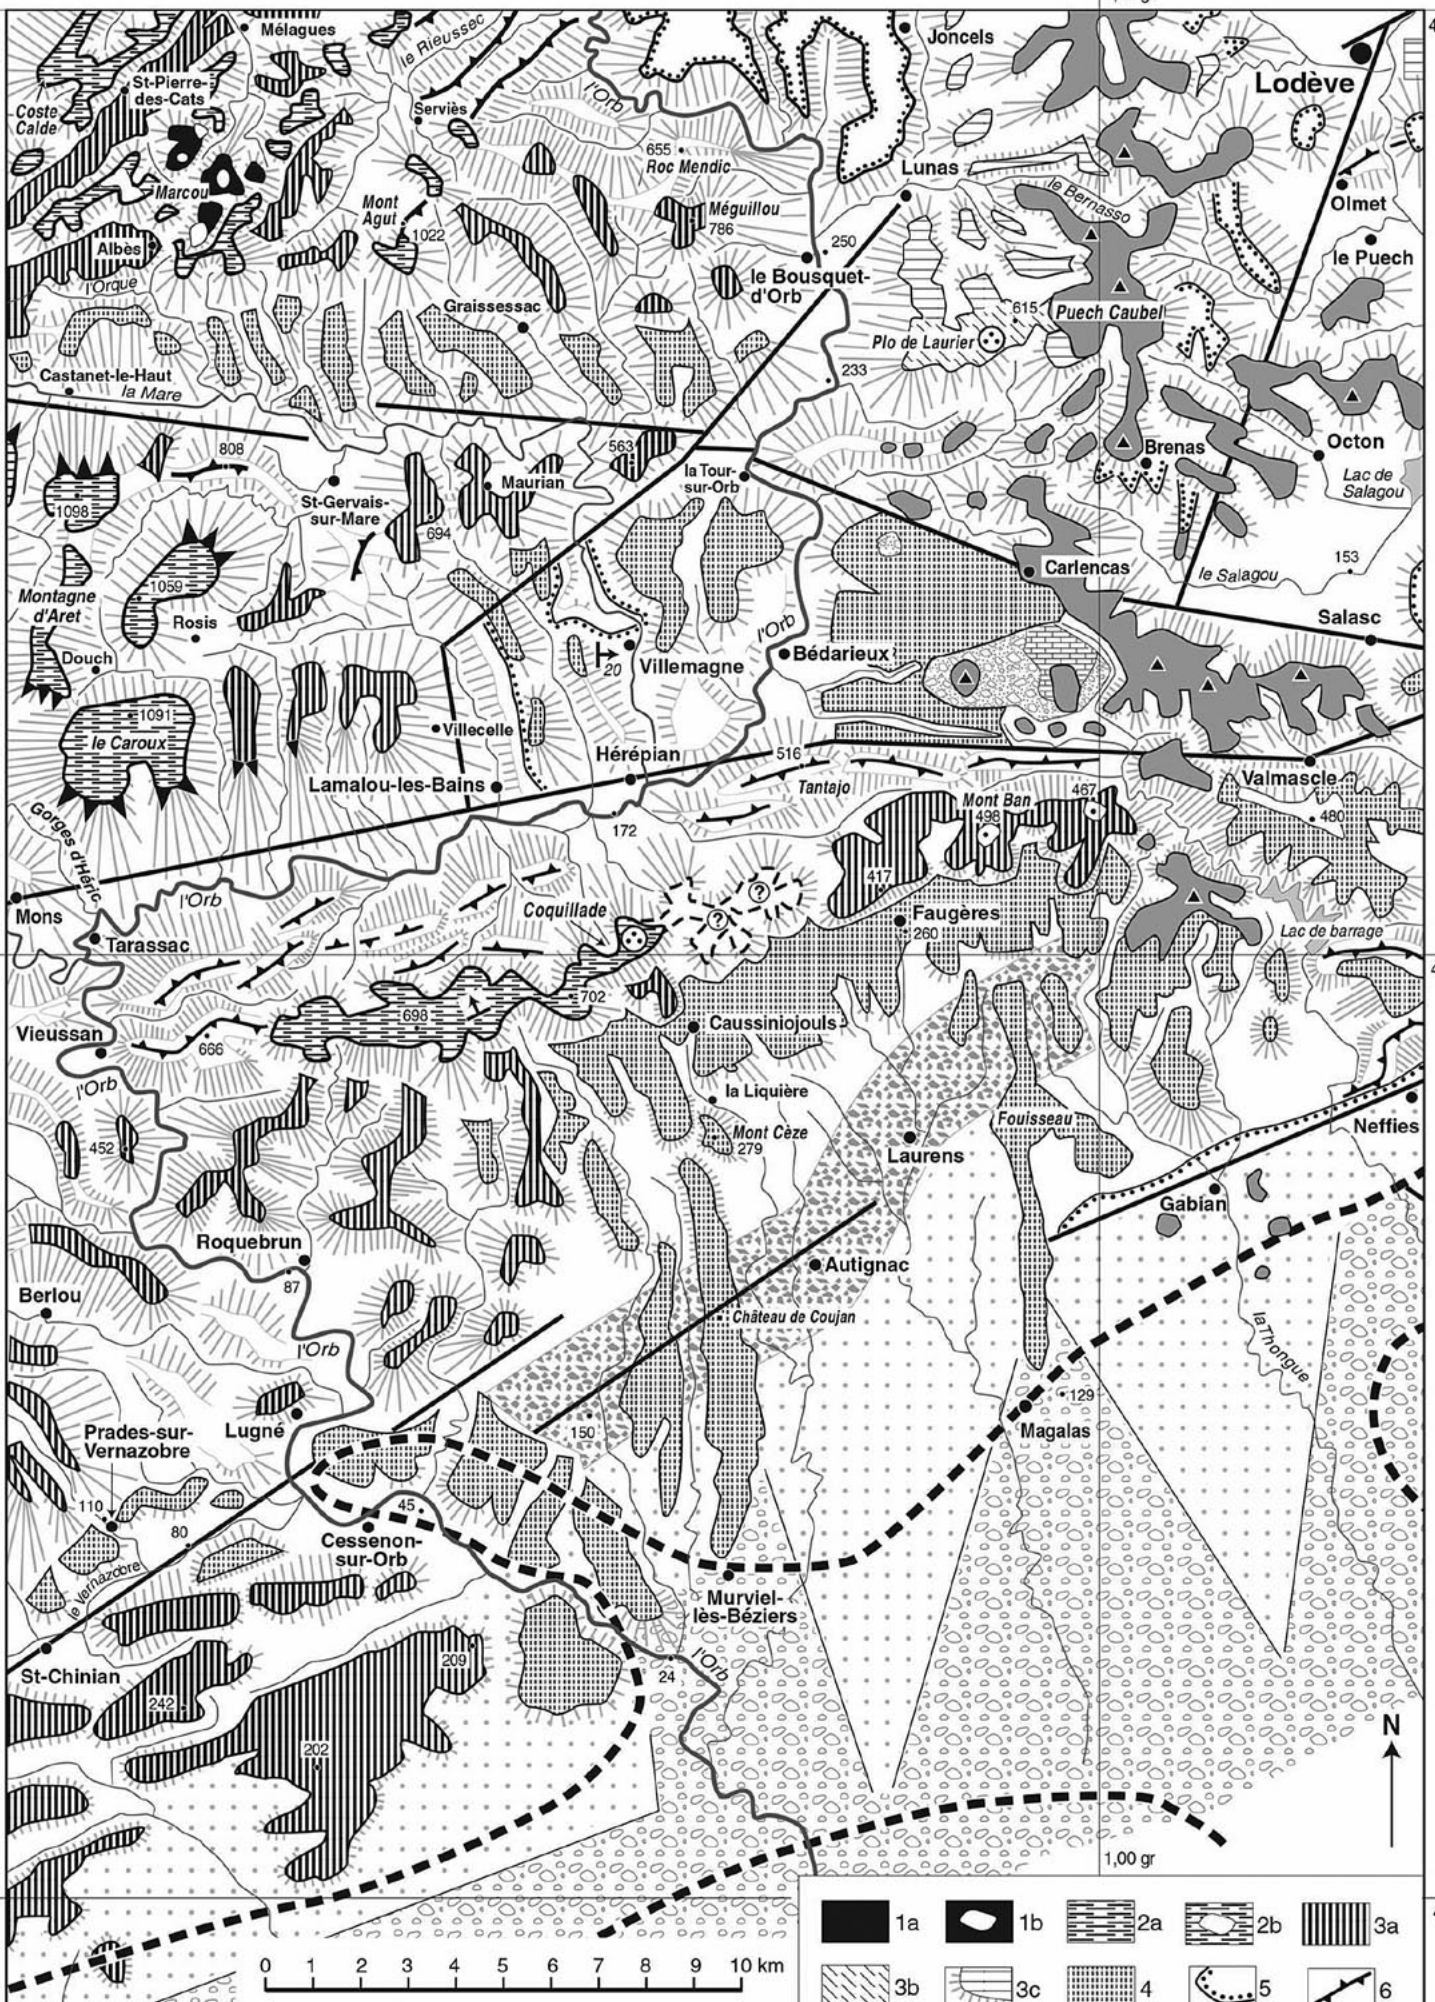 Mélagues
le Rieussec
Joncels
Lodève
St-Pierre-
des-Cats
Coste
Calde
Serviès
l'Orb
655
Roc Mendic
Lunas
Marcou
Mont
Agut
1022
Méguillou
786
le Bernasso
Olmet
Albès
250
le Bousquet-
d'Orb
le Puech
l'Orque
Graissessac
615
Puech Caubel
Plo de Laurier
Castanet-le-Haut
la Mare
233
808
563
la Tour-
sur-Orb
Brenas
Octon
Lac de
Salagou
1098
St-Gervais-
sur-Mare
Maurian
694
153
Carlencas
le Salagou
1059
Montagne
d'Aret
Rosis
Salasc
Douch
l'Orb
Bédarieux
20
Villemagne
1091
le Caroux
Villecelle
Hérépian
516
Lamalou-les-Bains
Tantajo
Valmascle
467
Mont Ban
498
480
Gorges d'Héric
172
417
Mons
l'Orb
Coquillade
?
?
Faugères
260
Tarassac
Lac de barrage
702
698
Caussiniojouls
Vieussan
666
l'Orb
la Liquière
Fouisseau
Neffies
452
Mont Cèze
279
Laurens
Gabian
Roquebrun
87
Autignac
Berlou
Château de Coujan
l'Orb
la Thongue
129
Magalas
Prades-sur-
Vernazobre
Lugné
150
110
80
45
Cessenon-
sur-Orb
le Vernazobre
Murviel-
lès-Béziers
St-Chinian
209
l'Orb
24
242
202
N
1,00 gr
0 1 2 3 4 5 6 7 8 9 10 km
1a 1b 2a 2b 3a
3b 3c 4 5 6